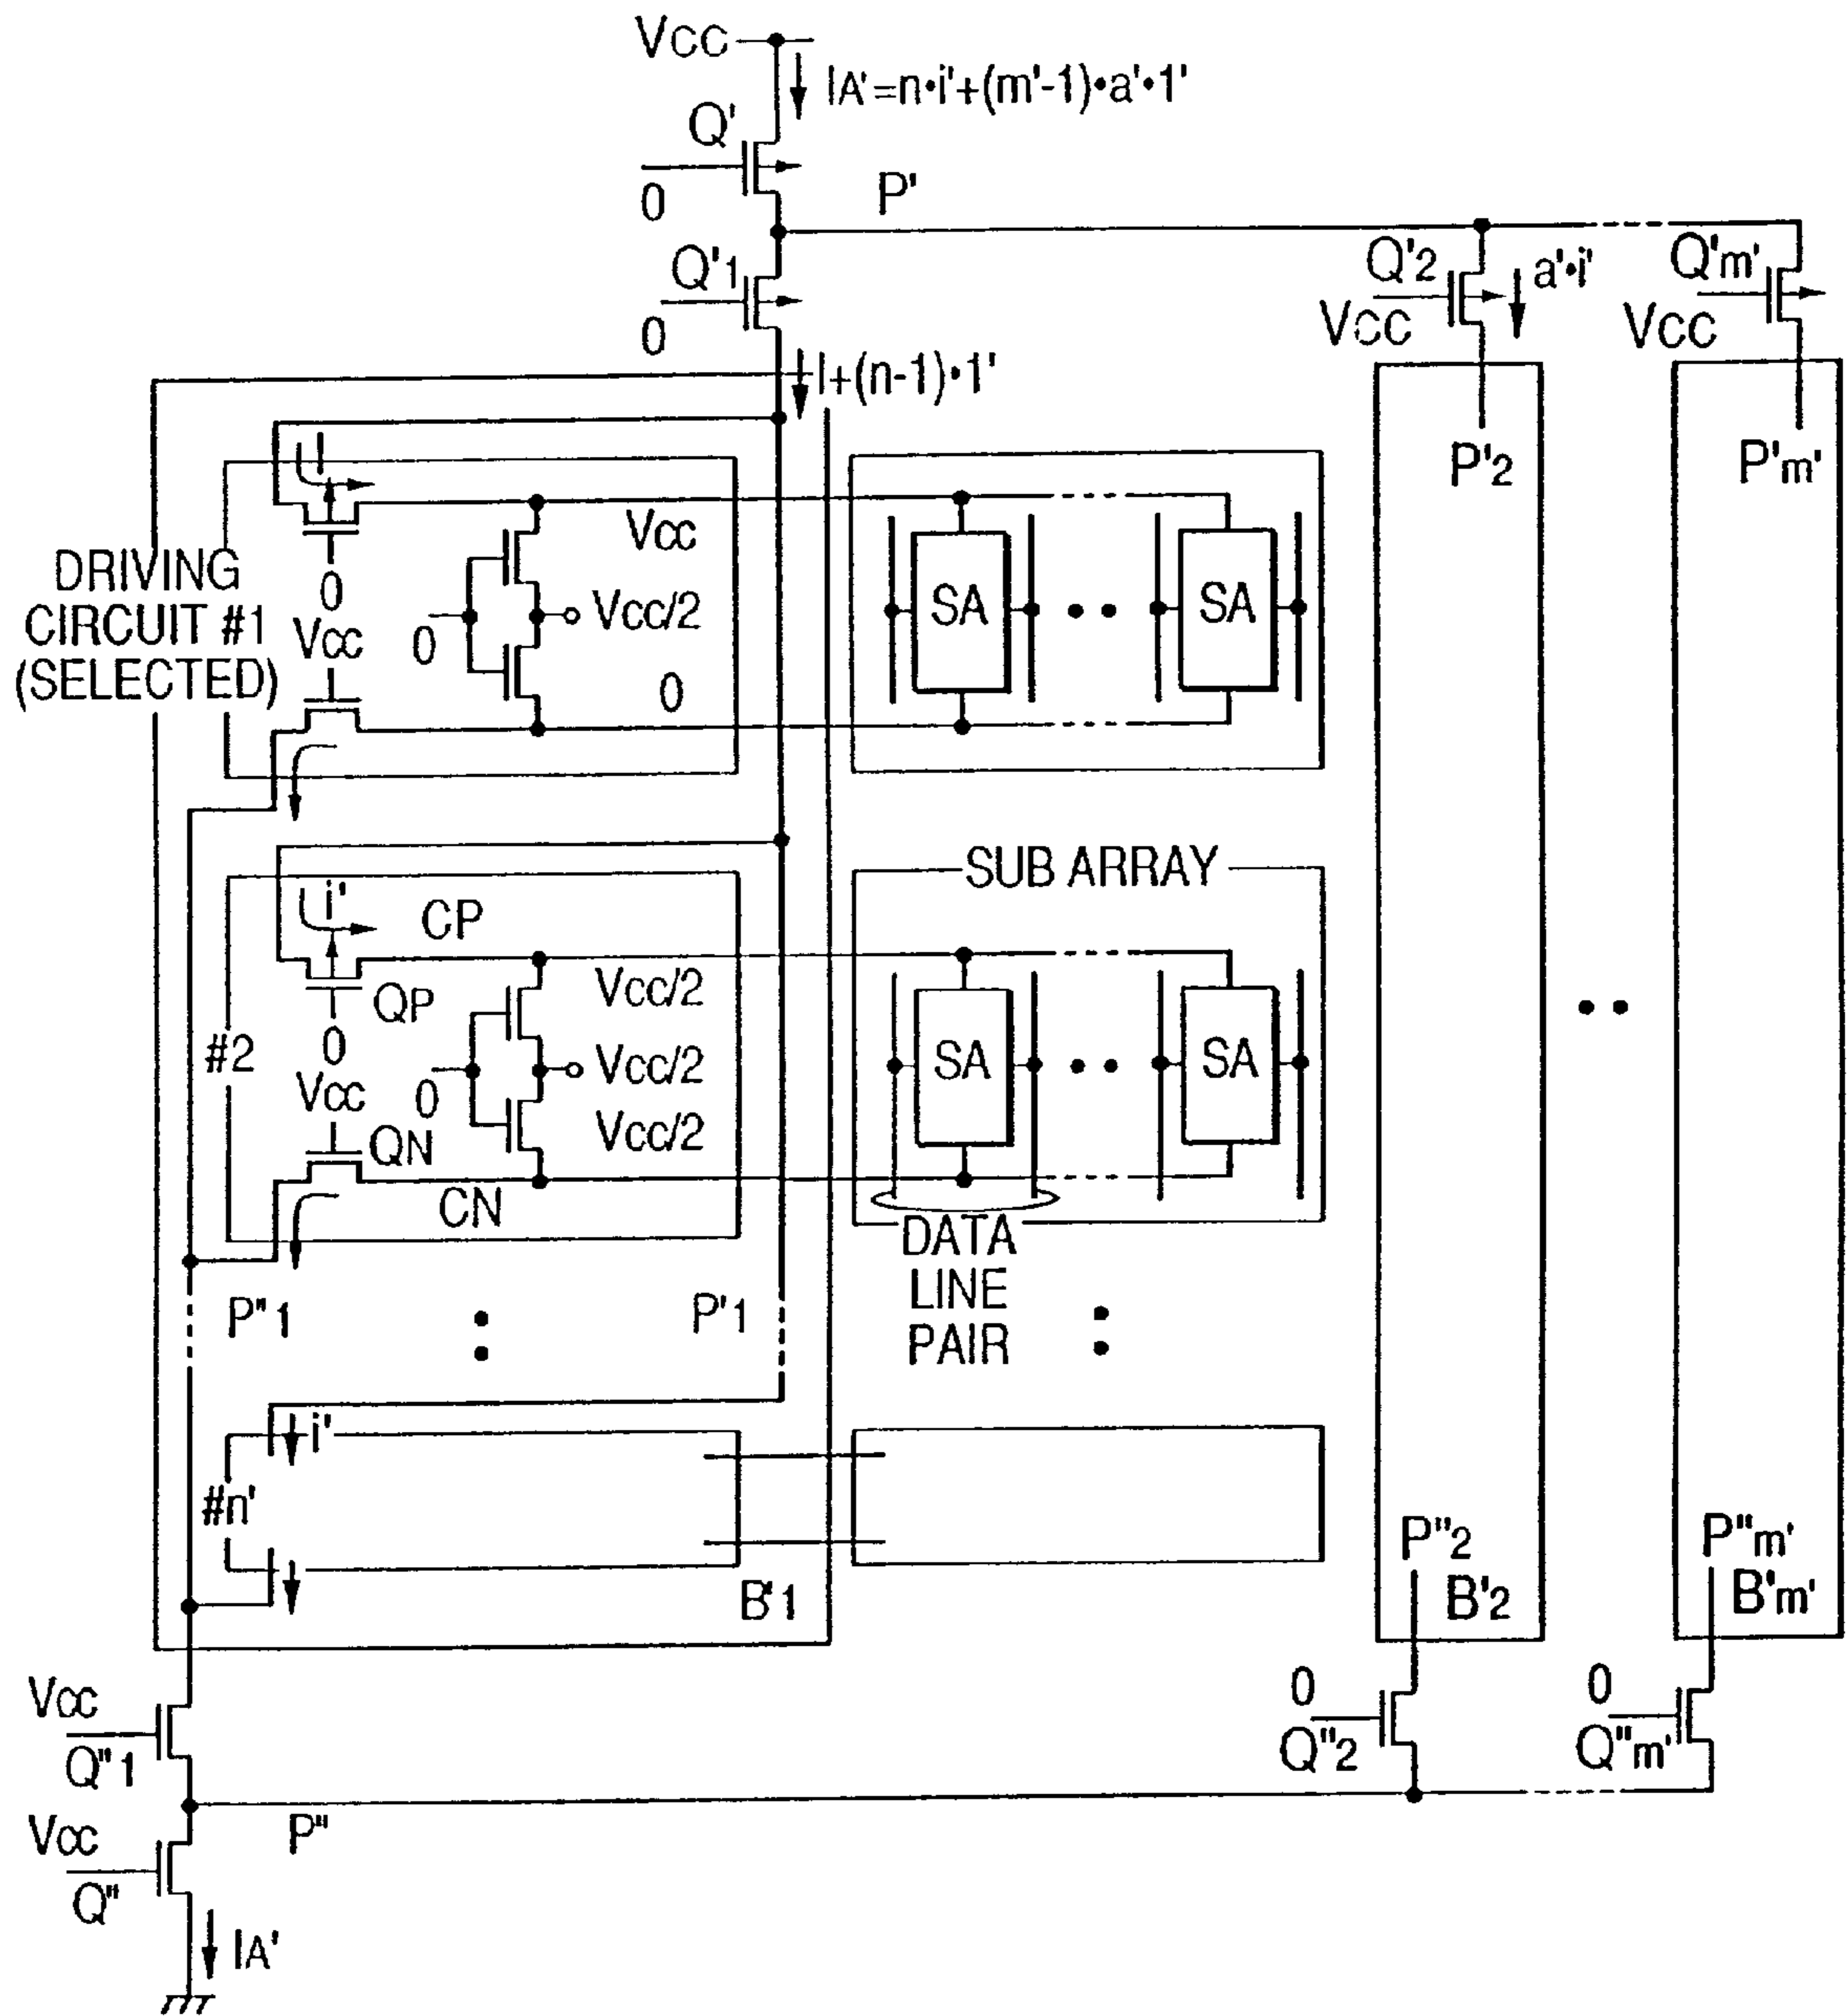 VCC
IA'=n•i'+(m'-1)•a'•1'
Q'
0
P'
Q'1
0
Q'2
VCC
a'•i'
Q'm'
VCC
I+(n-1)•1'
P'2
P'm'
DRIVING
CIRCUIT #1
(SELECTED)
I
0
VCC
0
VCC
VCC/2
0
SA
SA
SUB ARRAY
#2
i'
CP
QP
0
VCC
QN
CN
0
VCC/2
VCC/2
VCC/2
SA
SA
DATA
LINE
PAIR
P"1
P'1
#n'
i'
B'1
P"2
B'2
P"m'
B'm'
VCC
Q"1
0
Q"2
0
Q"m'
P"
VCC
Q"
IA'